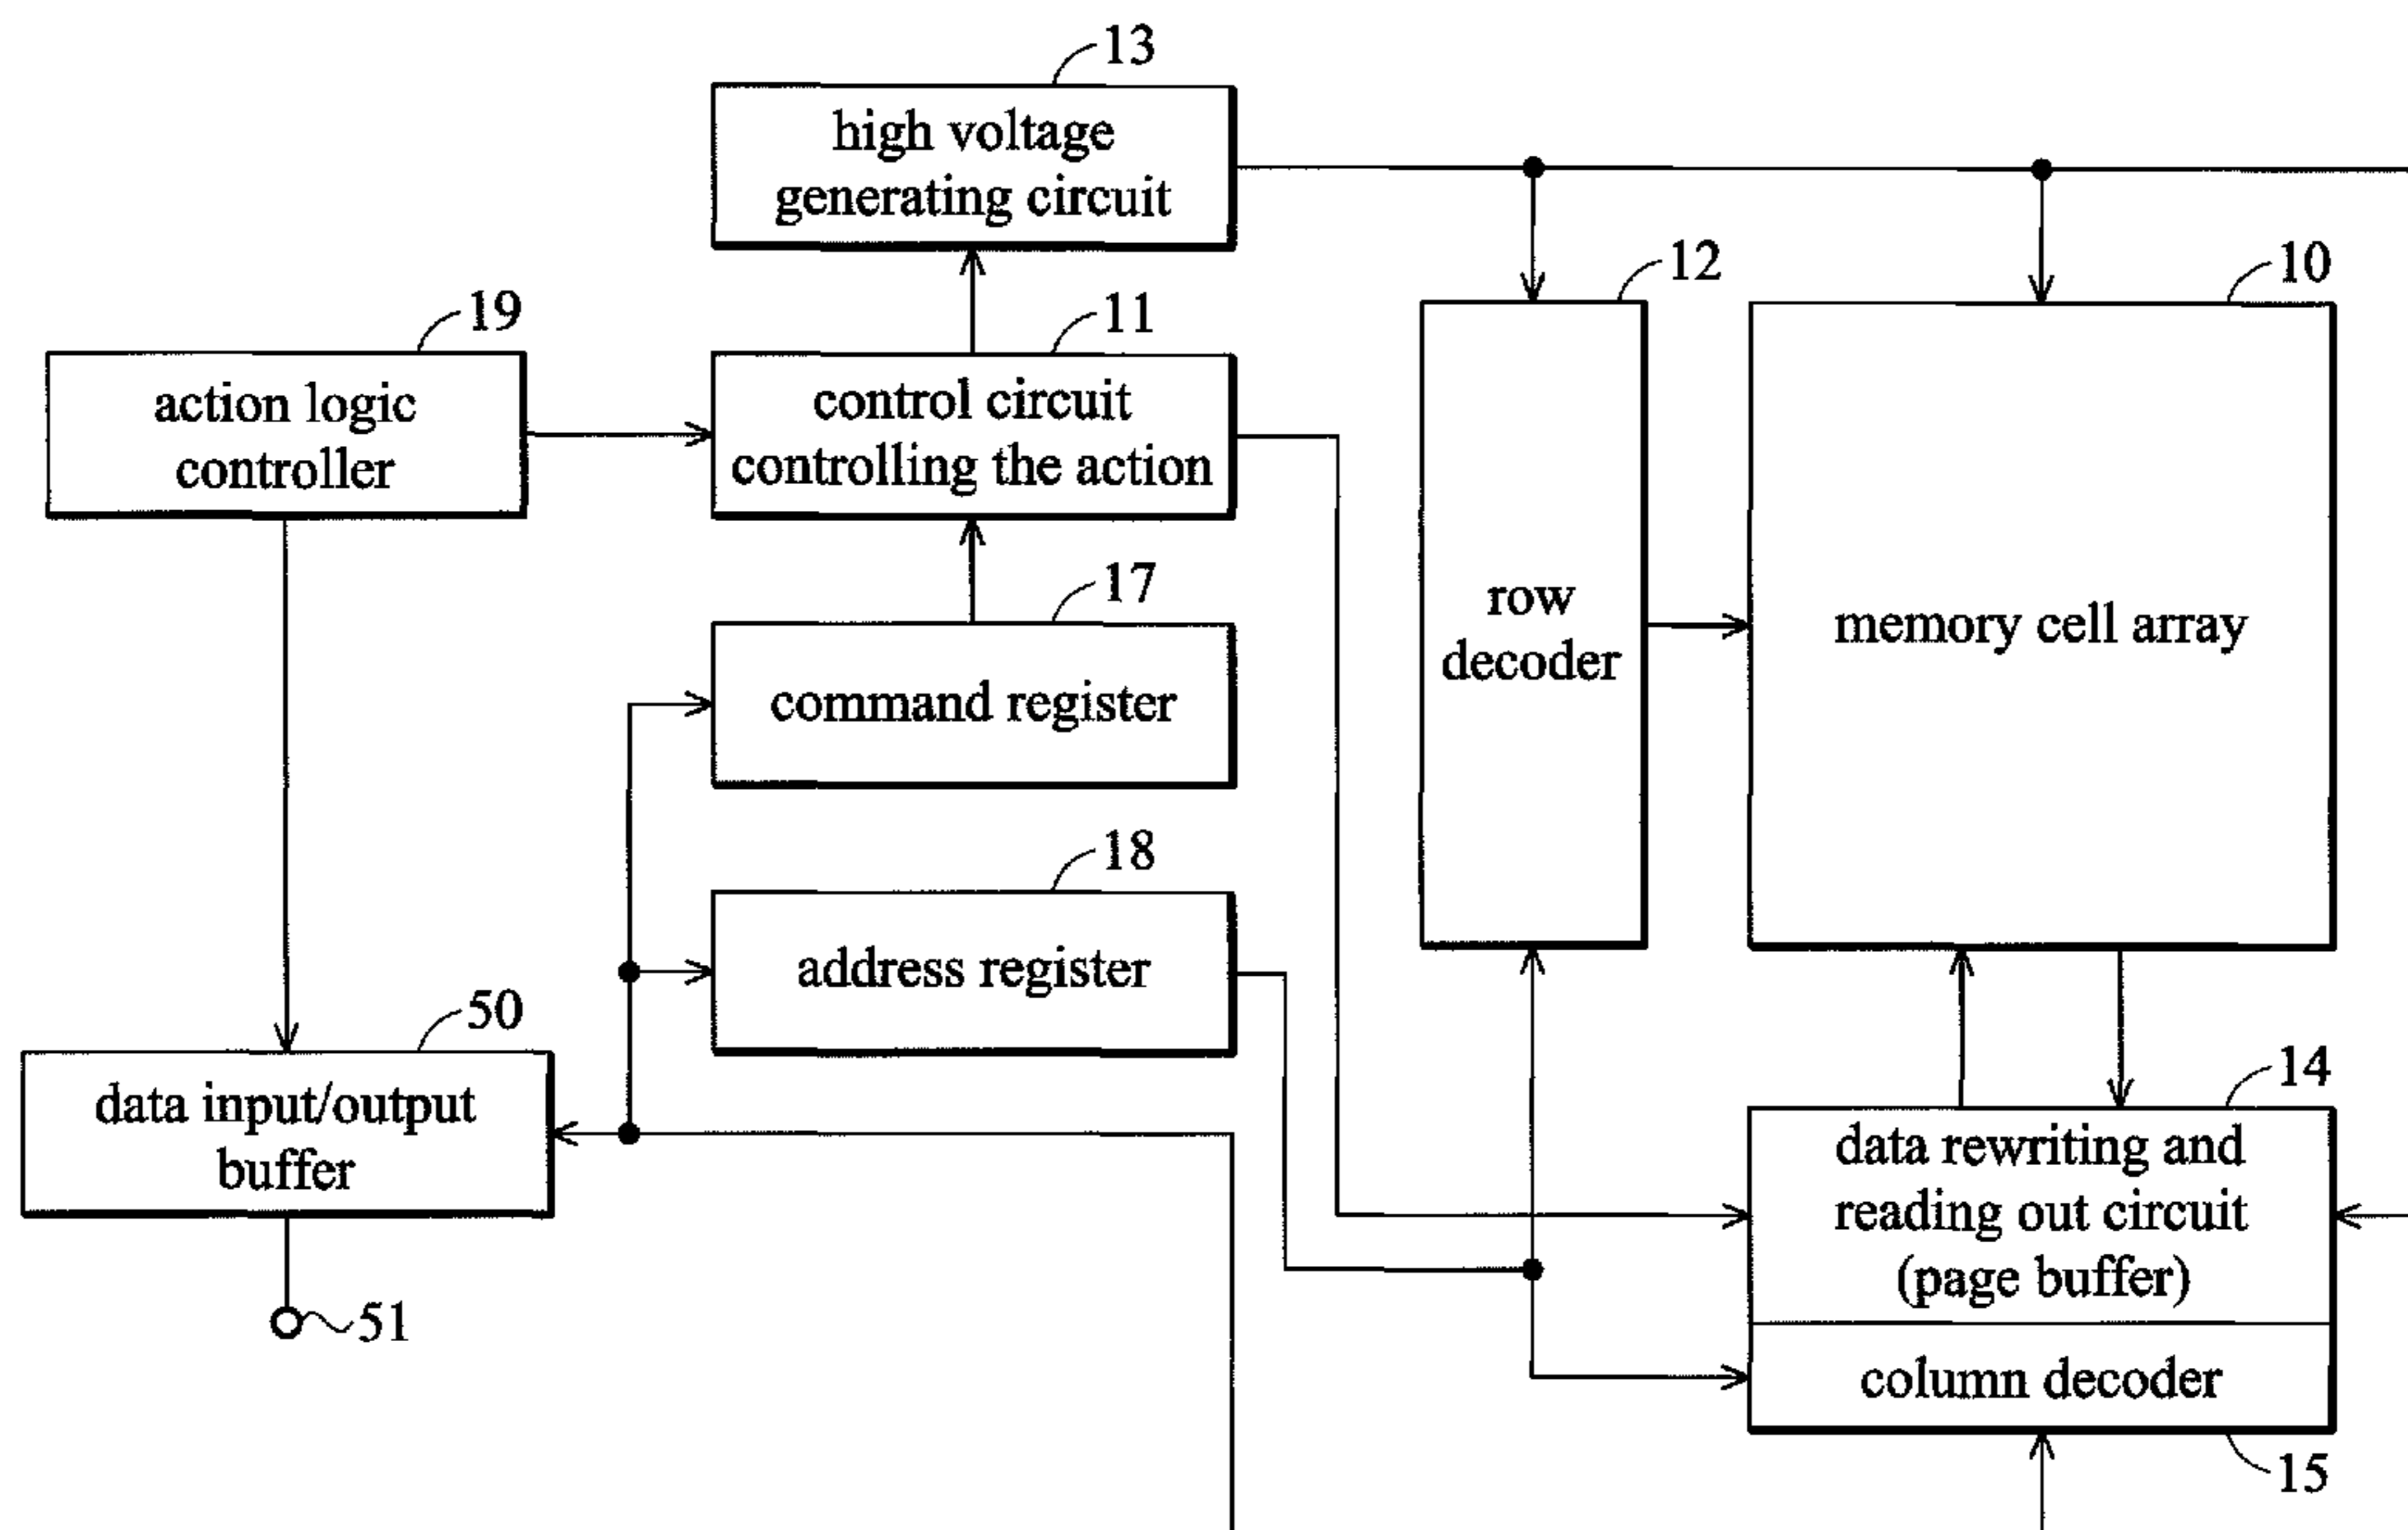 13
high voltage
generating circuit
12
10
19
11
action logic
controller
control circuit
controlling the action
row
decoder
memory cell array
17
command register
18
address register
50
data input/output
buffer
51
14
data rewriting and
reading out circuit
(page buffer)
column decoder
15